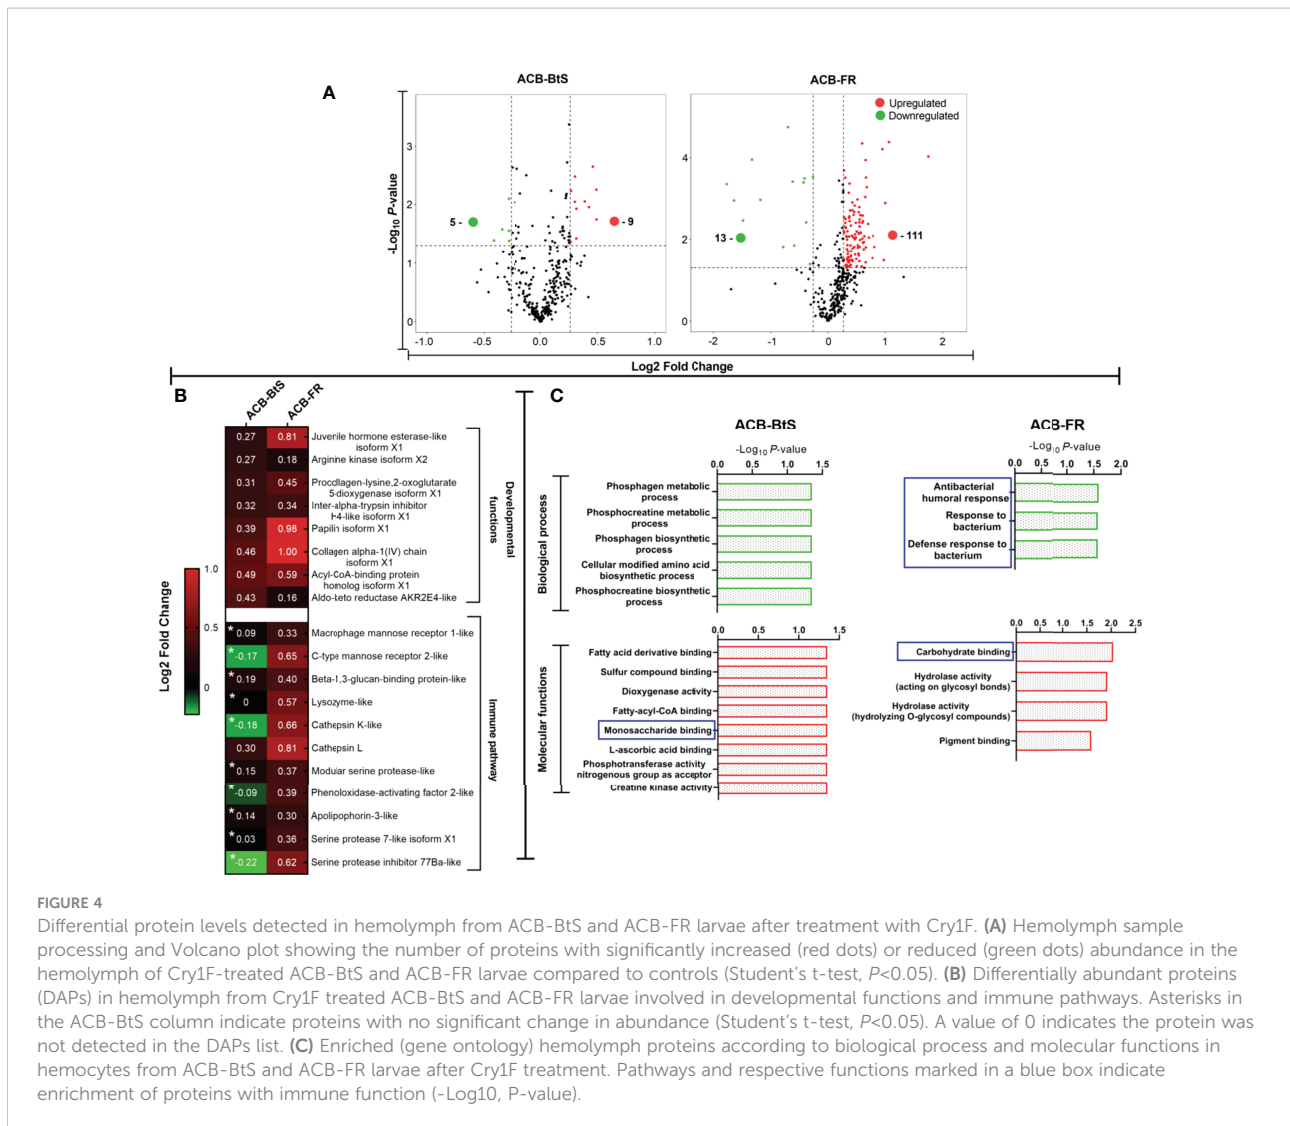 A
ACB-BtS
ACB-FR
Upregulated
Downregulated
-Log10 P-value
3
2
1
0
5 -
- 9
-1.0
-0.5
0.0
0.5
1.0
4
2
0
13 -
- 111
-2
-1
0
1
2
Log2 Fold Change
B
ACB-BtS
ACB-FR
0.27 0.81 Juverile hormone esterase-like
isoform X1
0.27 0.18 Arginine kinase isoform X2
0.31 0.45 Procdlagen-lysine,2-oxoglutarate
5-dioxygenase isoform X1
0.32 0.34 Inter-alpha-trypsin inhibitor
H4-like isoform X1
0.39 0.98 Papilin isoform X1
0.46 1.00 Collagen alpha-1(IV) chain
isoform X1
0.49 0.59 Acyl-CoA-binding protein
homolog isoform X1
0.43 0.16 Aldo-keto reductase AKR2E4-like
Developmental
functions
* 0.09 0.33 Macrophage mannose receptor 1-like
* -0.17 0.65 C-type mannose receptor 2-like
* 0.19 0.40 Beta-1,3-glucan-binding protein-like
* 0 0.57 Lysozyme-like
* -0.18 0.66 Cathepsin K-like
0.30 0.81 Cathepsin L
* 0.15 0.37 Modular serine protease-like
* -0.09 0.39 Phenoloxidase-activating factor 2-like
* 0.14 0.30 Apolipophorin-3-like
* 0.03 0.36 Serine protease 7-like isoform X1
* -0.22 0.62 Serine protease inhibitor 77Ba-like
Immune pathway
Log2 Fold Change
1.0
0.5
0
C
ACB-BtS
-Log10 P-value
0.0 0.5 1.0 1.5
Biological process
Phosphagen metabolic
process
Phosphocreatine metabolic
process
Phosphagen biosynthetic
process
Cellular modified amino acid
biosynthetic process
Phosphocreatine biosynthetic
process
0.0 0.5 1.0 1.5
Molecular functions
Fatty acid derivative binding
Sulfur compound binding
Dioxygenase activity
Fatty-acyl-CoA binding
Monosaccharide binding
L-ascorbic acid binding
Phosphotransferase activity
nitrogenous group as acceptor
Creatine kinase activity
ACB-FR
-Log10 P-value
0.0 0.5 1.0 1.5 2.0
Antibacterial
humoral response
Response to
bacterium
Defense response to
bacterium
0.0 0.5 1.0 1.5 2.0 2.5
Carbohydrate binding
Hydrolase activity
(acting on glycosyl bonds)
Hydrolase activity
(hydrolyzing O-glycosyl compounds)
Pigment binding
FIGURE 4
Differential protein levels detected in hemolymph from ACB-BtS and ACB-FR larvae after treatment with Cry1F. (A) Hemolymph sample
processing and Volcano plot showing the number of proteins with significantly increased (red dots) or reduced (green dots) abundance in the
hemolymph of Cry1F-treated ACB-BtS and ACB-FR larvae compared to controls (Student's t-test, P<0.05). (B) Differentially abundant proteins
(DAPs) in hemolymph from Cry1F treated ACB-BtS and ACB-FR larvae involved in developmental functions and immune pathways. Asterisks in
the ACB-BtS column indicate proteins with no significant change in abundance (Student's t-test, P<0.05). A value of 0 indicates the protein was
not detected in the DAPs list. (C) Enriched (gene ontology) hemolymph proteins according to biological process and molecular functions in
hemocytes from ACB-BtS and ACB-FR larvae after Cry1F treatment. Pathways and respective functions marked in a blue box indicate
enrichment of proteins with immune function (-Log10, P-value).